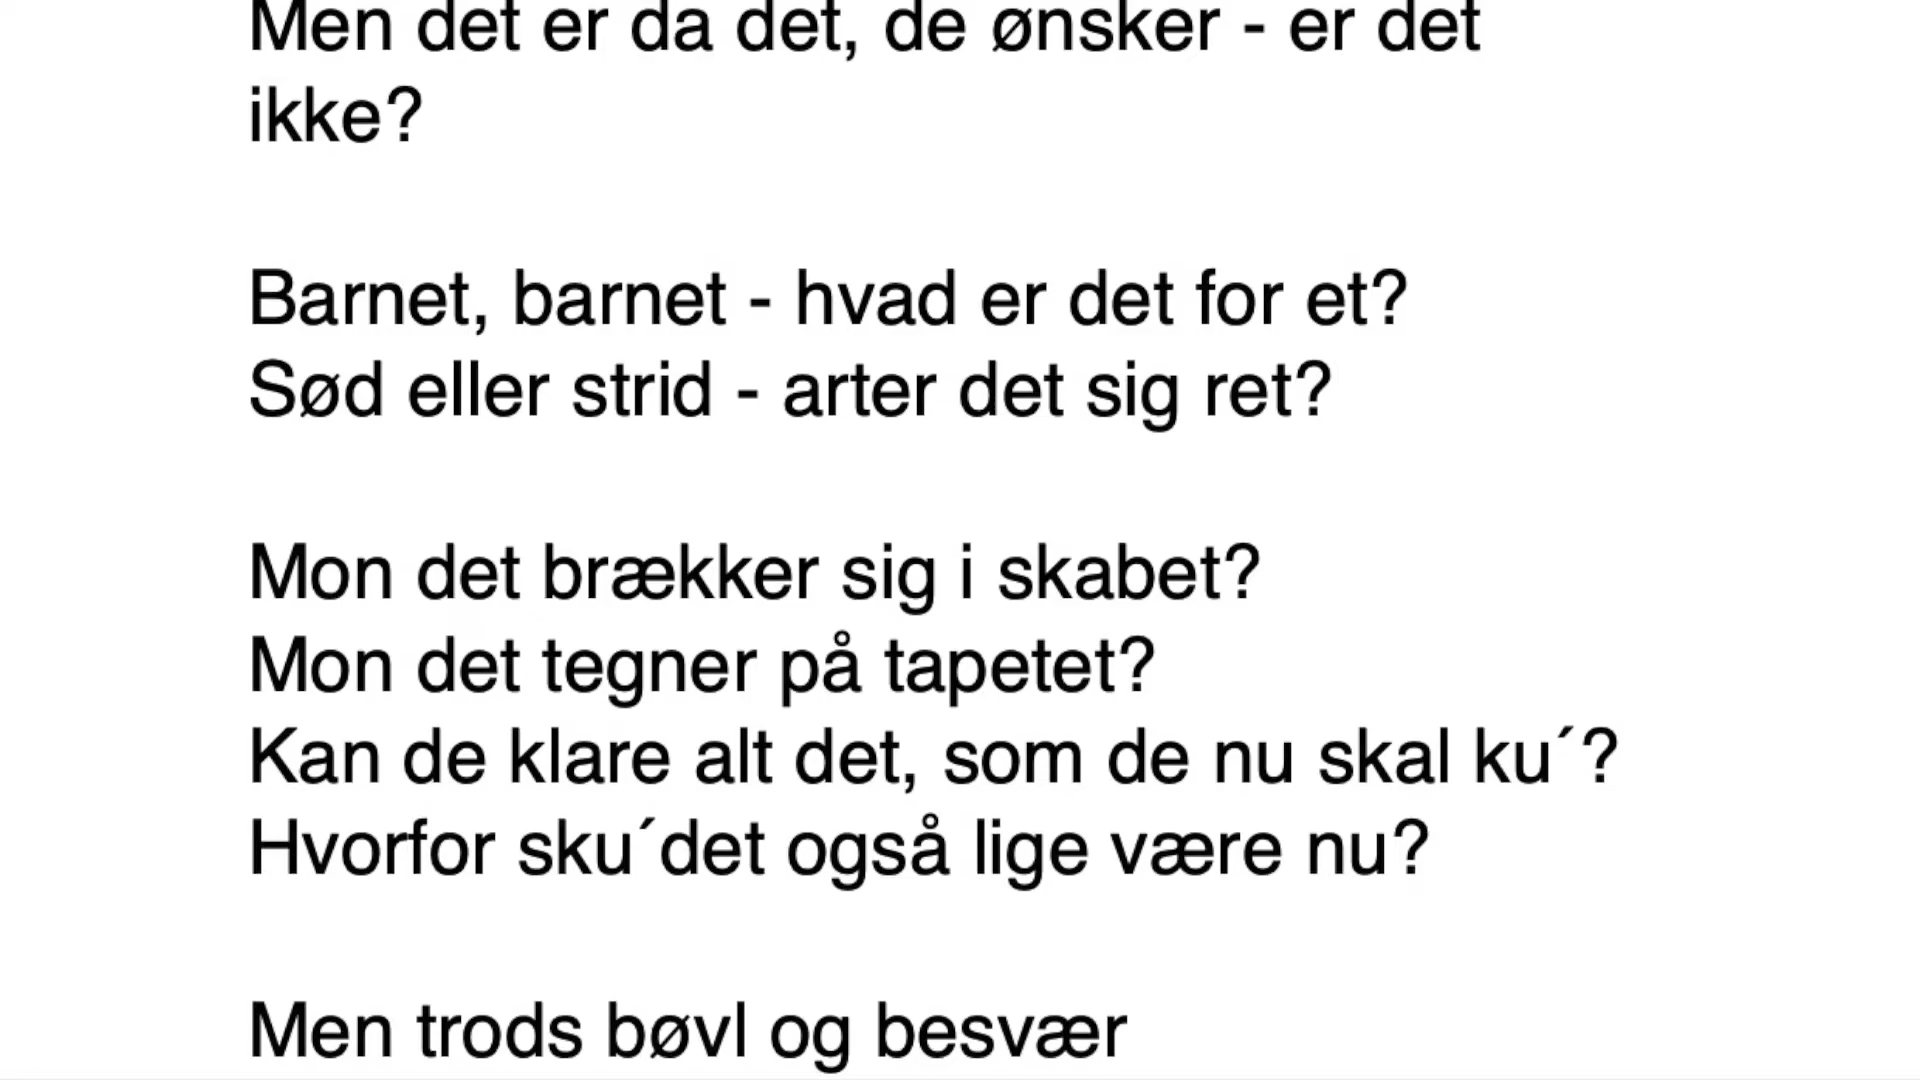 Men det er da det, de ønsker - er det
ikke?
Barnet, barnet - hvad er det for et?
Sød eller strid - arter det sig ret?
Mon det brækker sig i skabet?
Mon det tegner på tapetet?
Kan de klare alt det, som de nu skal ku´?
Hvorfor sku´det også lige være nu?
Men trods bøvl og besvær